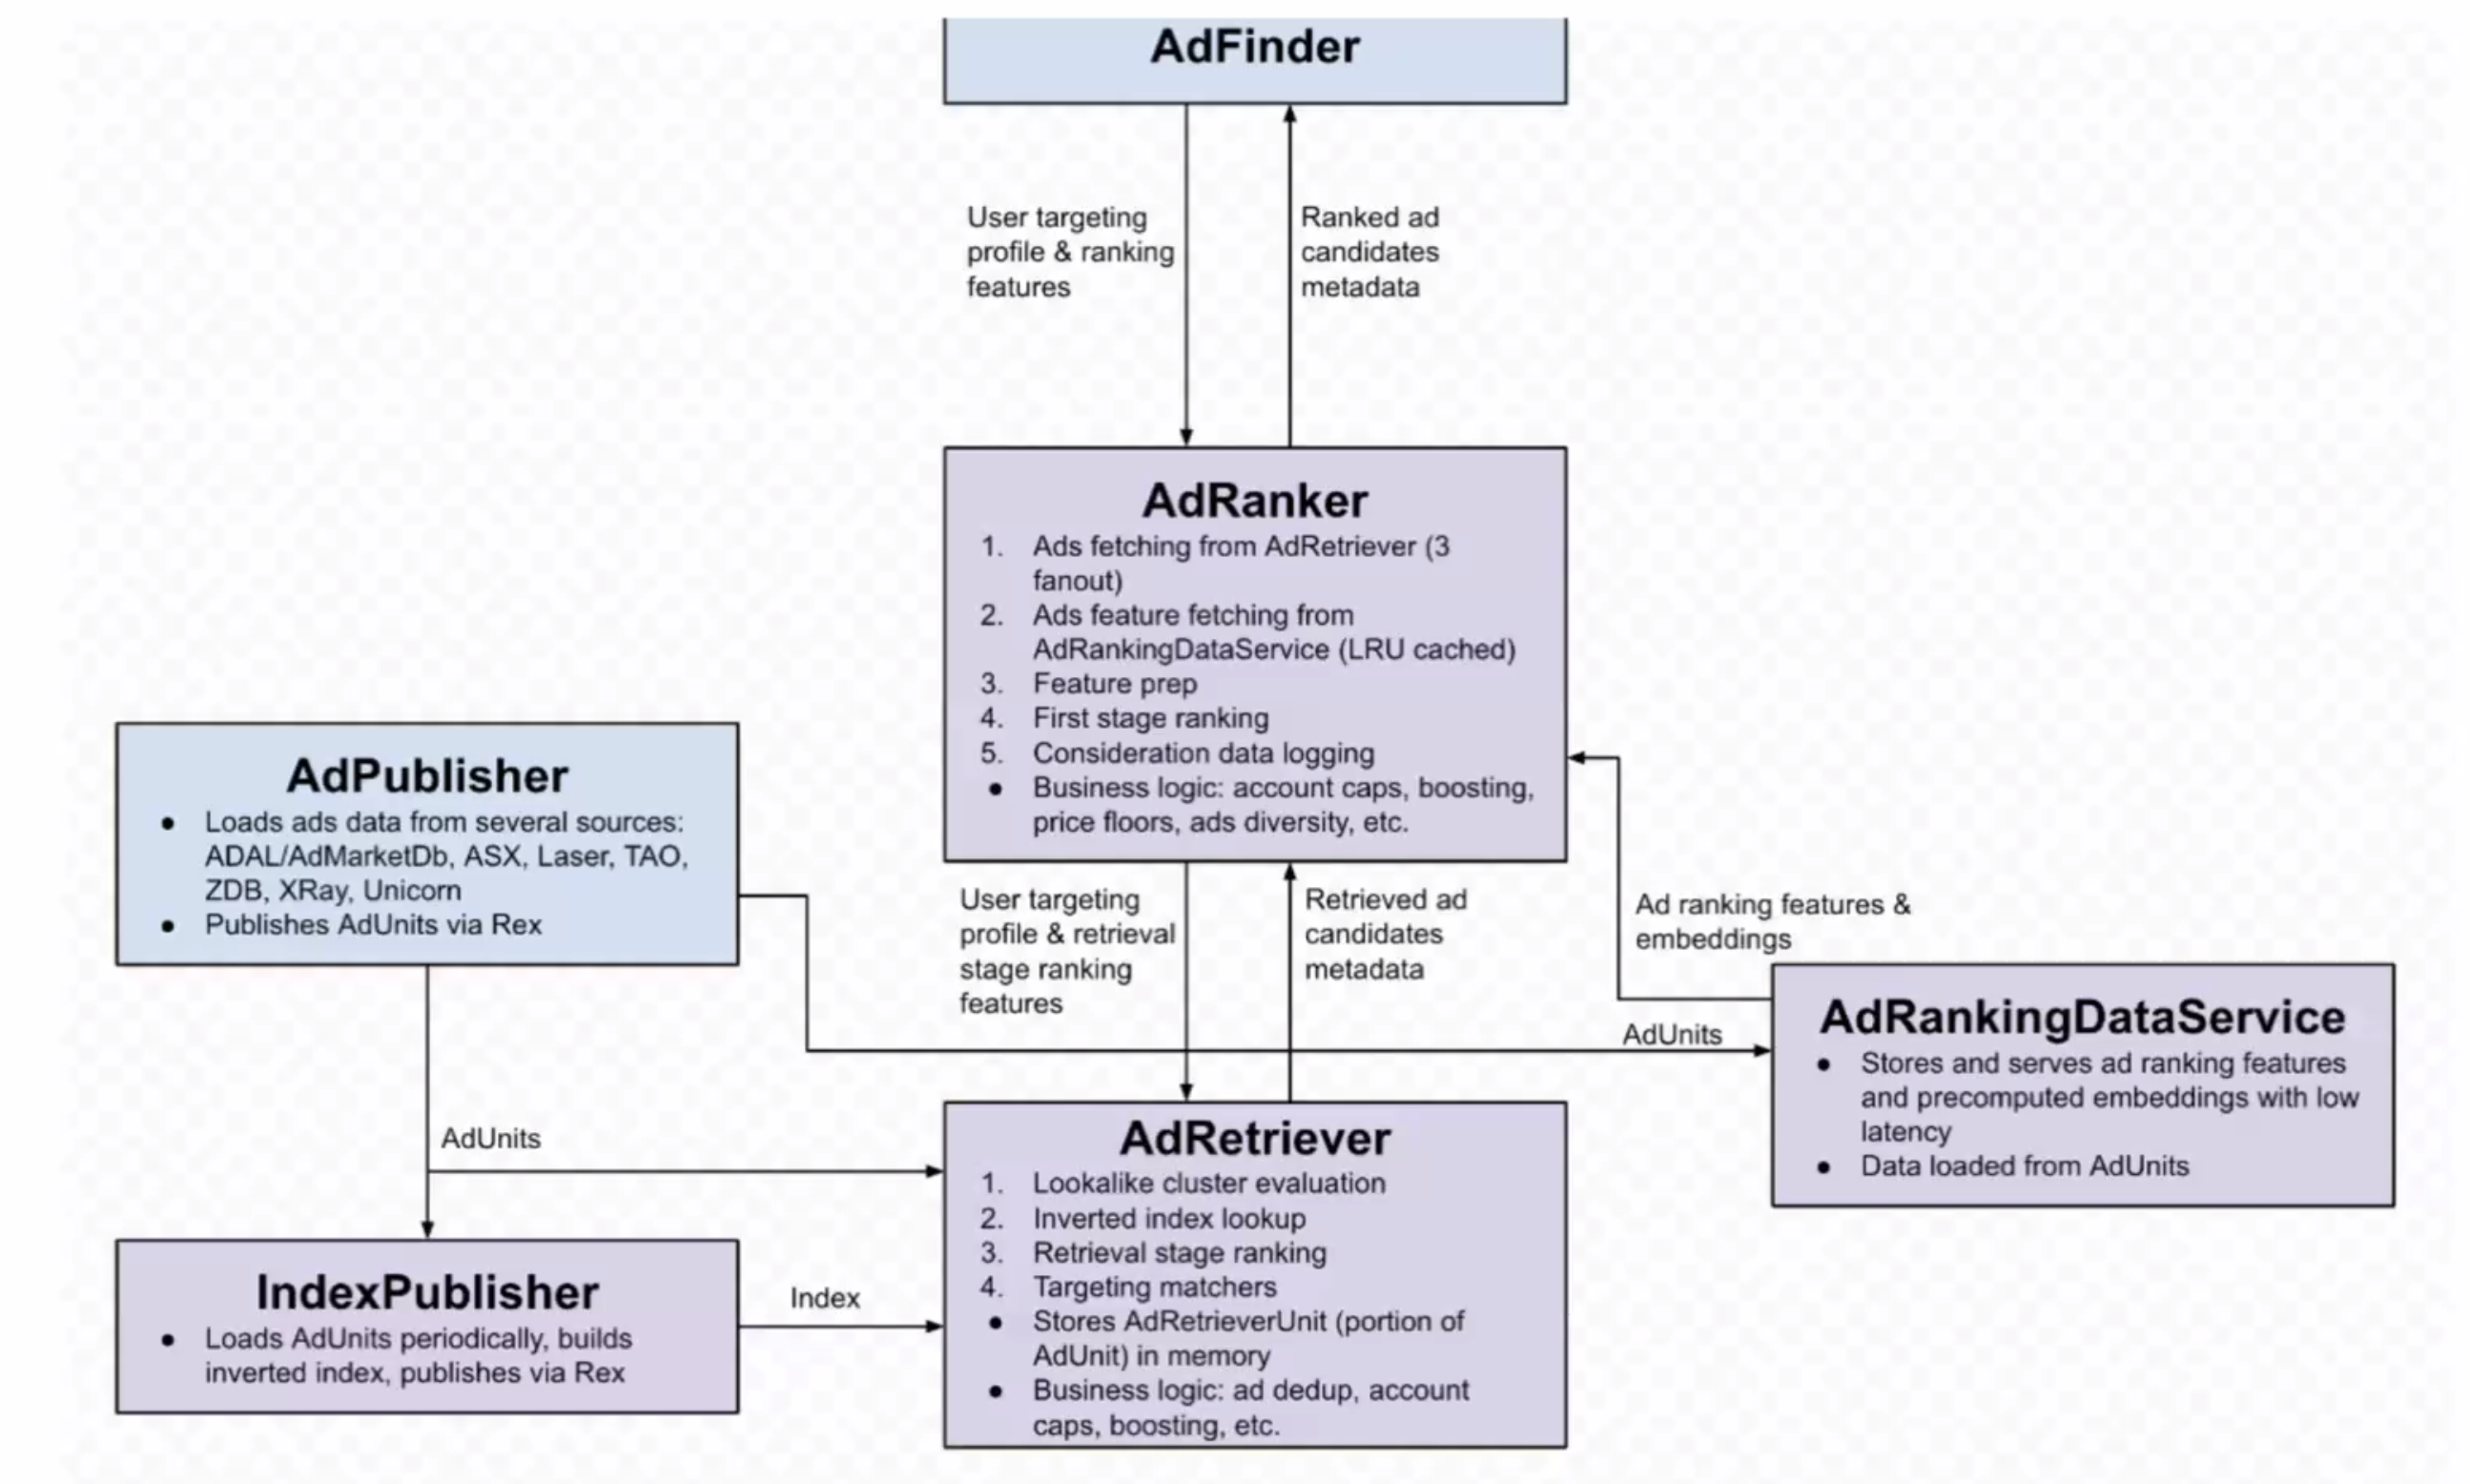 AdFinder
User targeting
profile & ranking
features
Ranked ad
candidates
metadata
AdRanker
1. Ads fetching from AdRetriever (3
fanout)
2. Ads feature fetching from
AdRankingDataService (LRU cached)
3. Feature prep
4. First stage ranking
5. Consideration data logging
● Business logic: account caps, boosting,
price floors, ads diversity, etc.
AdPublisher
● Loads ads data from several sources:
ADAL/AdMarketDb, ASX, Laser, TAO,
ZDB, XRay, Unicorn
● Publishes AdUnits via Rex
User targeting
profile & retrieval
stage ranking
features
Retrieved ad
candidates
metadata
Ad ranking features &
embeddings
AdUnits
AdRankingDataService
● Stores and serves ad ranking features
and precomputed embeddings with low
latency
● Data loaded from AdUnits
AdUnits
AdRetriever
1. Lookalike cluster evaluation
2. Inverted index lookup
3. Retrieval stage ranking
4. Targeting matchers
● Stores AdRetrieverUnit (portion of
AdUnit) in memory
● Business logic: ad dedup, account
caps, boosting, etc.
IndexPublisher
● Loads AdUnits periodically, builds
inverted index, publishes via Rex
Index